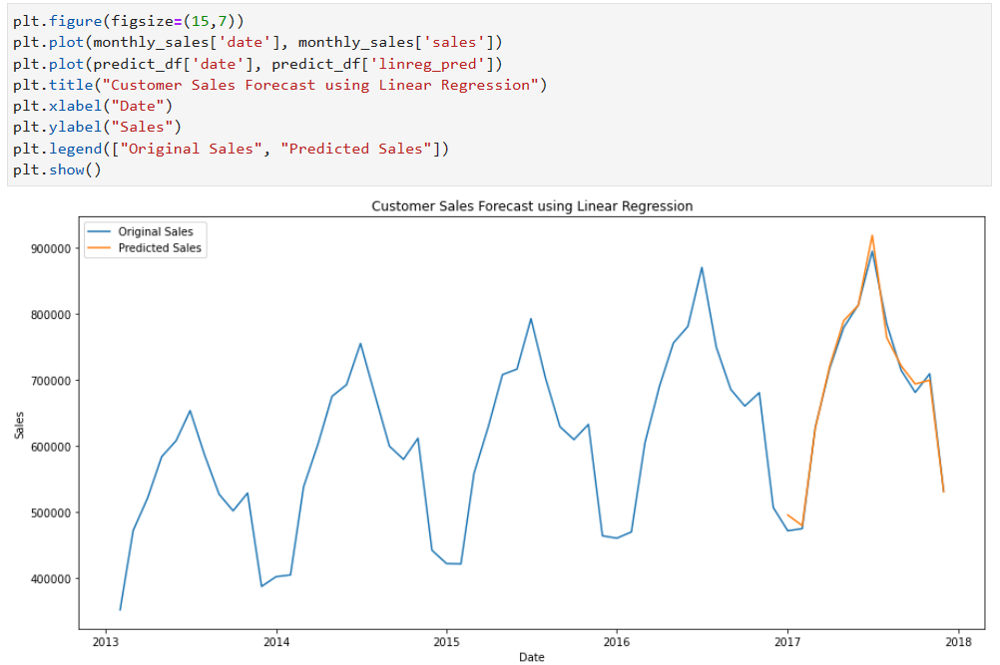 plt.figure(figsize=(15,7))
plt.plot(monthly_sales['date'], monthly_sales['sales'])
plt.plot(predict_df['date'], predict_df['linreg_pred'])
plt.title("Customer Sales Forecast using Linear Regression")
plt.xlabel("Date")
plt.ylabel("Sales")
plt.legend(["Original Sales", "Predicted Sales"])
plt.show()
Customer Sales Forecast using Linear Regression
Original Sales
Predicted Sales
900000
800000
700000
600000
500000
400000
Sales
2013
2014
2015
2016
2017
2018
Date